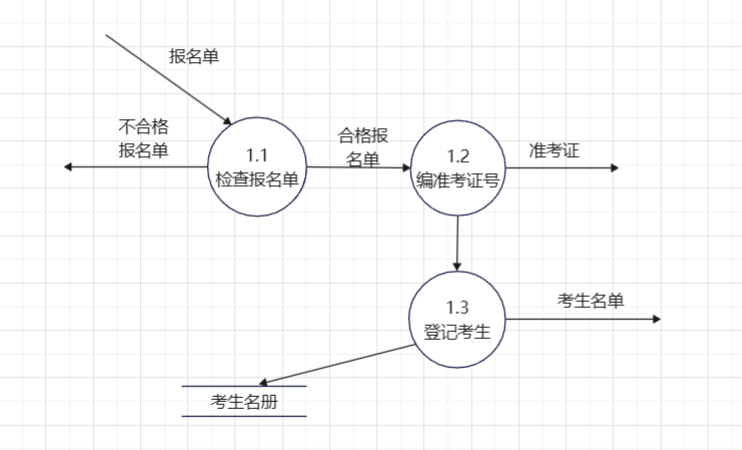 报名单
不合格
报名单
合格报
名单
准考证
1.1
检查报名单
1.2
编准考证号
1.3
登记考生
考生名单
考生名册